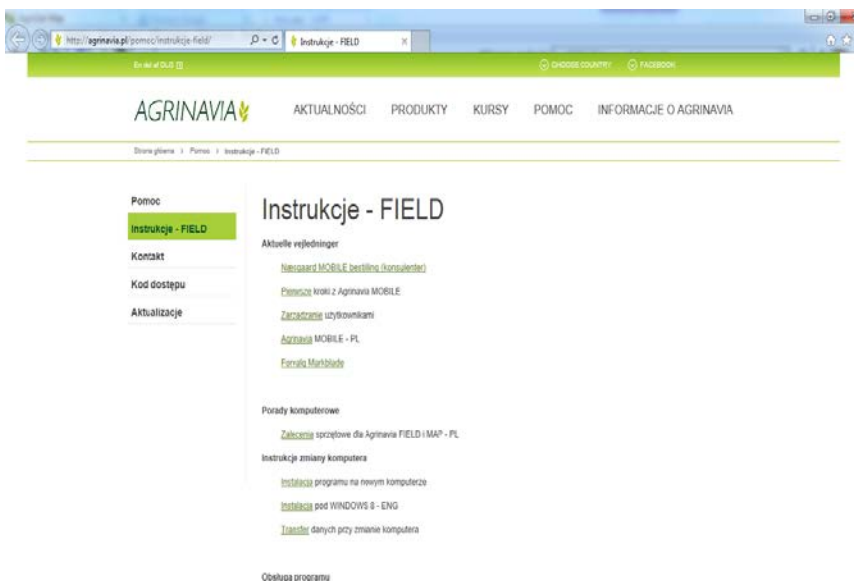 http://agrinavia.pl/pomoc/instrukcje-field/
Instrukcje - FIELD
En del af DLG
CHOOSE COUNTRY
FACEBOOK
AGRINAVIA
AKTUALNOŚCI
PRODUKTY
KURSY
POMOC
INFORMACJE O AGRINAVIA
Strona główna > Pomoc > Instrukcje - FIELD
Pomoc
Instrukcje - FIELD
Kontakt
Kod dostępu
Aktualizacje
Instrukcje - FIELD
Aktuelle vejledninger
Næsgaard MOBILE bestilling (konsulenter)
Pierwsze kroki z Agrinavia MOBILE
Zarządzanie użytkownikami
Agrinavia MOBILE - PL
Forvalg Markblade
Porady komputerowe
Zalecenia sprzętowe dla Agrinavia FIELD i MAP - PL
Instrukcje zmiany komputera
Instalacja programu na nowym komputerze
Instalacja pod WINDOWS 8 - ENG
Transfer danych przy zmianie komputera
Obsługa programu